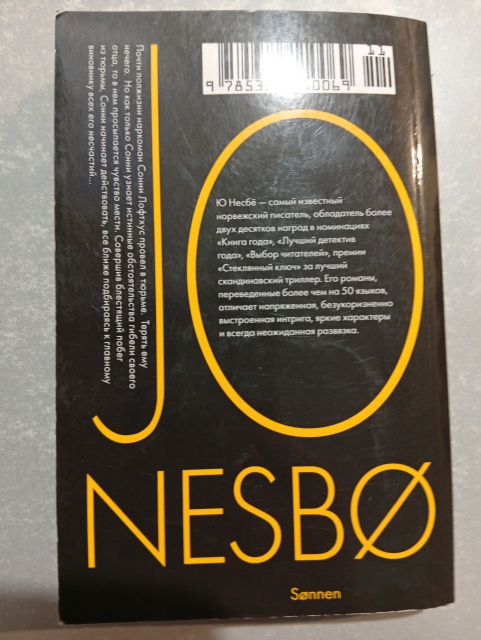 9 7853 0069
Почти полжизни наркоман Сонни Лофтхус провел в тюрьме. Терять ему
нечего. Но как только Сонни узнает истинные обстоятельства гибели своего
отца, то в нем просыпается чувство мести. Совершив блестящий побег
из тюрьмы, Сонни начинает действовать, все ближе подбираясь к главному
виновнику всех его несчастий...
Ю Несбё — самый известный
норвежский писатель, обладатель более
двух десятков наград в номинациях
«Книга года», «Лучший детектив
года», «Выбор читателей», премии
«Стеклянный ключ» за лучший
скандинавский триллер. Его романы,
переведенные более чем на 50 языков,
отличает напряженная, безукоризненно
выстроенная интрига, яркие характеры
и всегда неожиданная развязка.
JO
NESBØ
Sønnen